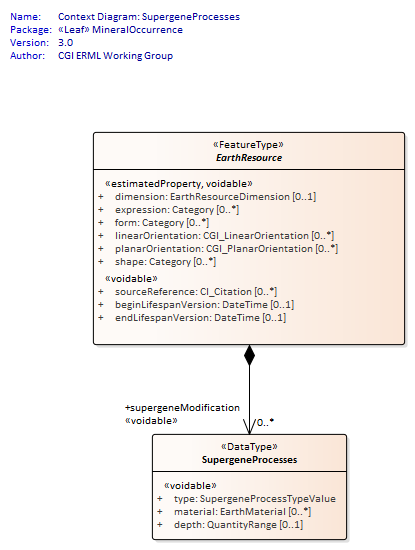 Name: Context Diagram: SupergeneProcesses
Package: «Leaf» MineralOccurrence
Version: 3.0
Author: CGI ERML Working Group
«FeatureType»
EarthResource
«estimatedProperty, voidable»
+ dimension: EarthResourceDimension [0..1]
+ expression: Category [0..*]
+ form: Category [0..*]
+ linearOrientation: CGI_LinearOrientation [0..*]
+ planarOrientation: CGI_PlanarOrientation [0..*]
+ shape: Category [0..*]
«voidable»
+ sourceReference: CI_Citation [0..*]
+ beginLifespanVersion: DateTime [0..1]
+ endLifespanVersion: DateTime [0..1]
+supergeneModification
«voidable» 0..*
«DataType»
SupergeneProcesses
«voidable»
+ type: SupergeneProcessTypeValue
+ material: EarthMaterial [0..*]
+ depth: QuantityRange [0..1]